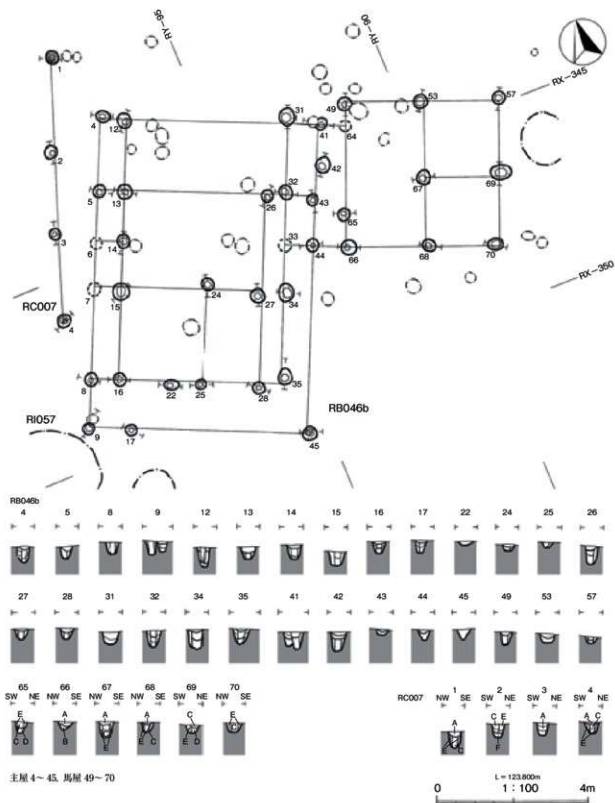 RY-95
RY-90
RX-345
49
53
57
1
4
12
31
41
64
42
2
5
13
26
32
43
67
69
65
3
6
14
33
44
66
68
70
RX-350
7
15
24
27
34
RC007
4
8
16
22
25
28
35
RB046b
RI057
9
17
45
RB046b
4 5 8 9 12 13 14 15 16 17 22 24 25 26
27 28 31 32 34 35 41 42 43 44 45 49 53 57
65 66 67 68 69 70
SW NE NW SE SW NE NW SE SW NE NW SE
E A A A C E
C D B E E C E D C
RC007
1 2 3 4
NW SE SW NE NW SE SW NE
A C E A A
E C F E C
主屋 4～45, 馬屋 49～70
L = 123.800m
0 1：100 4m